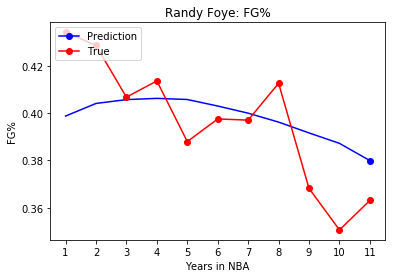 Randy Foye: FG%
Prediction
True
0.42
0.40
0.38
0.36
FG%
1 2 3 4 5 6 7 8 9 10 11
Years in NBA